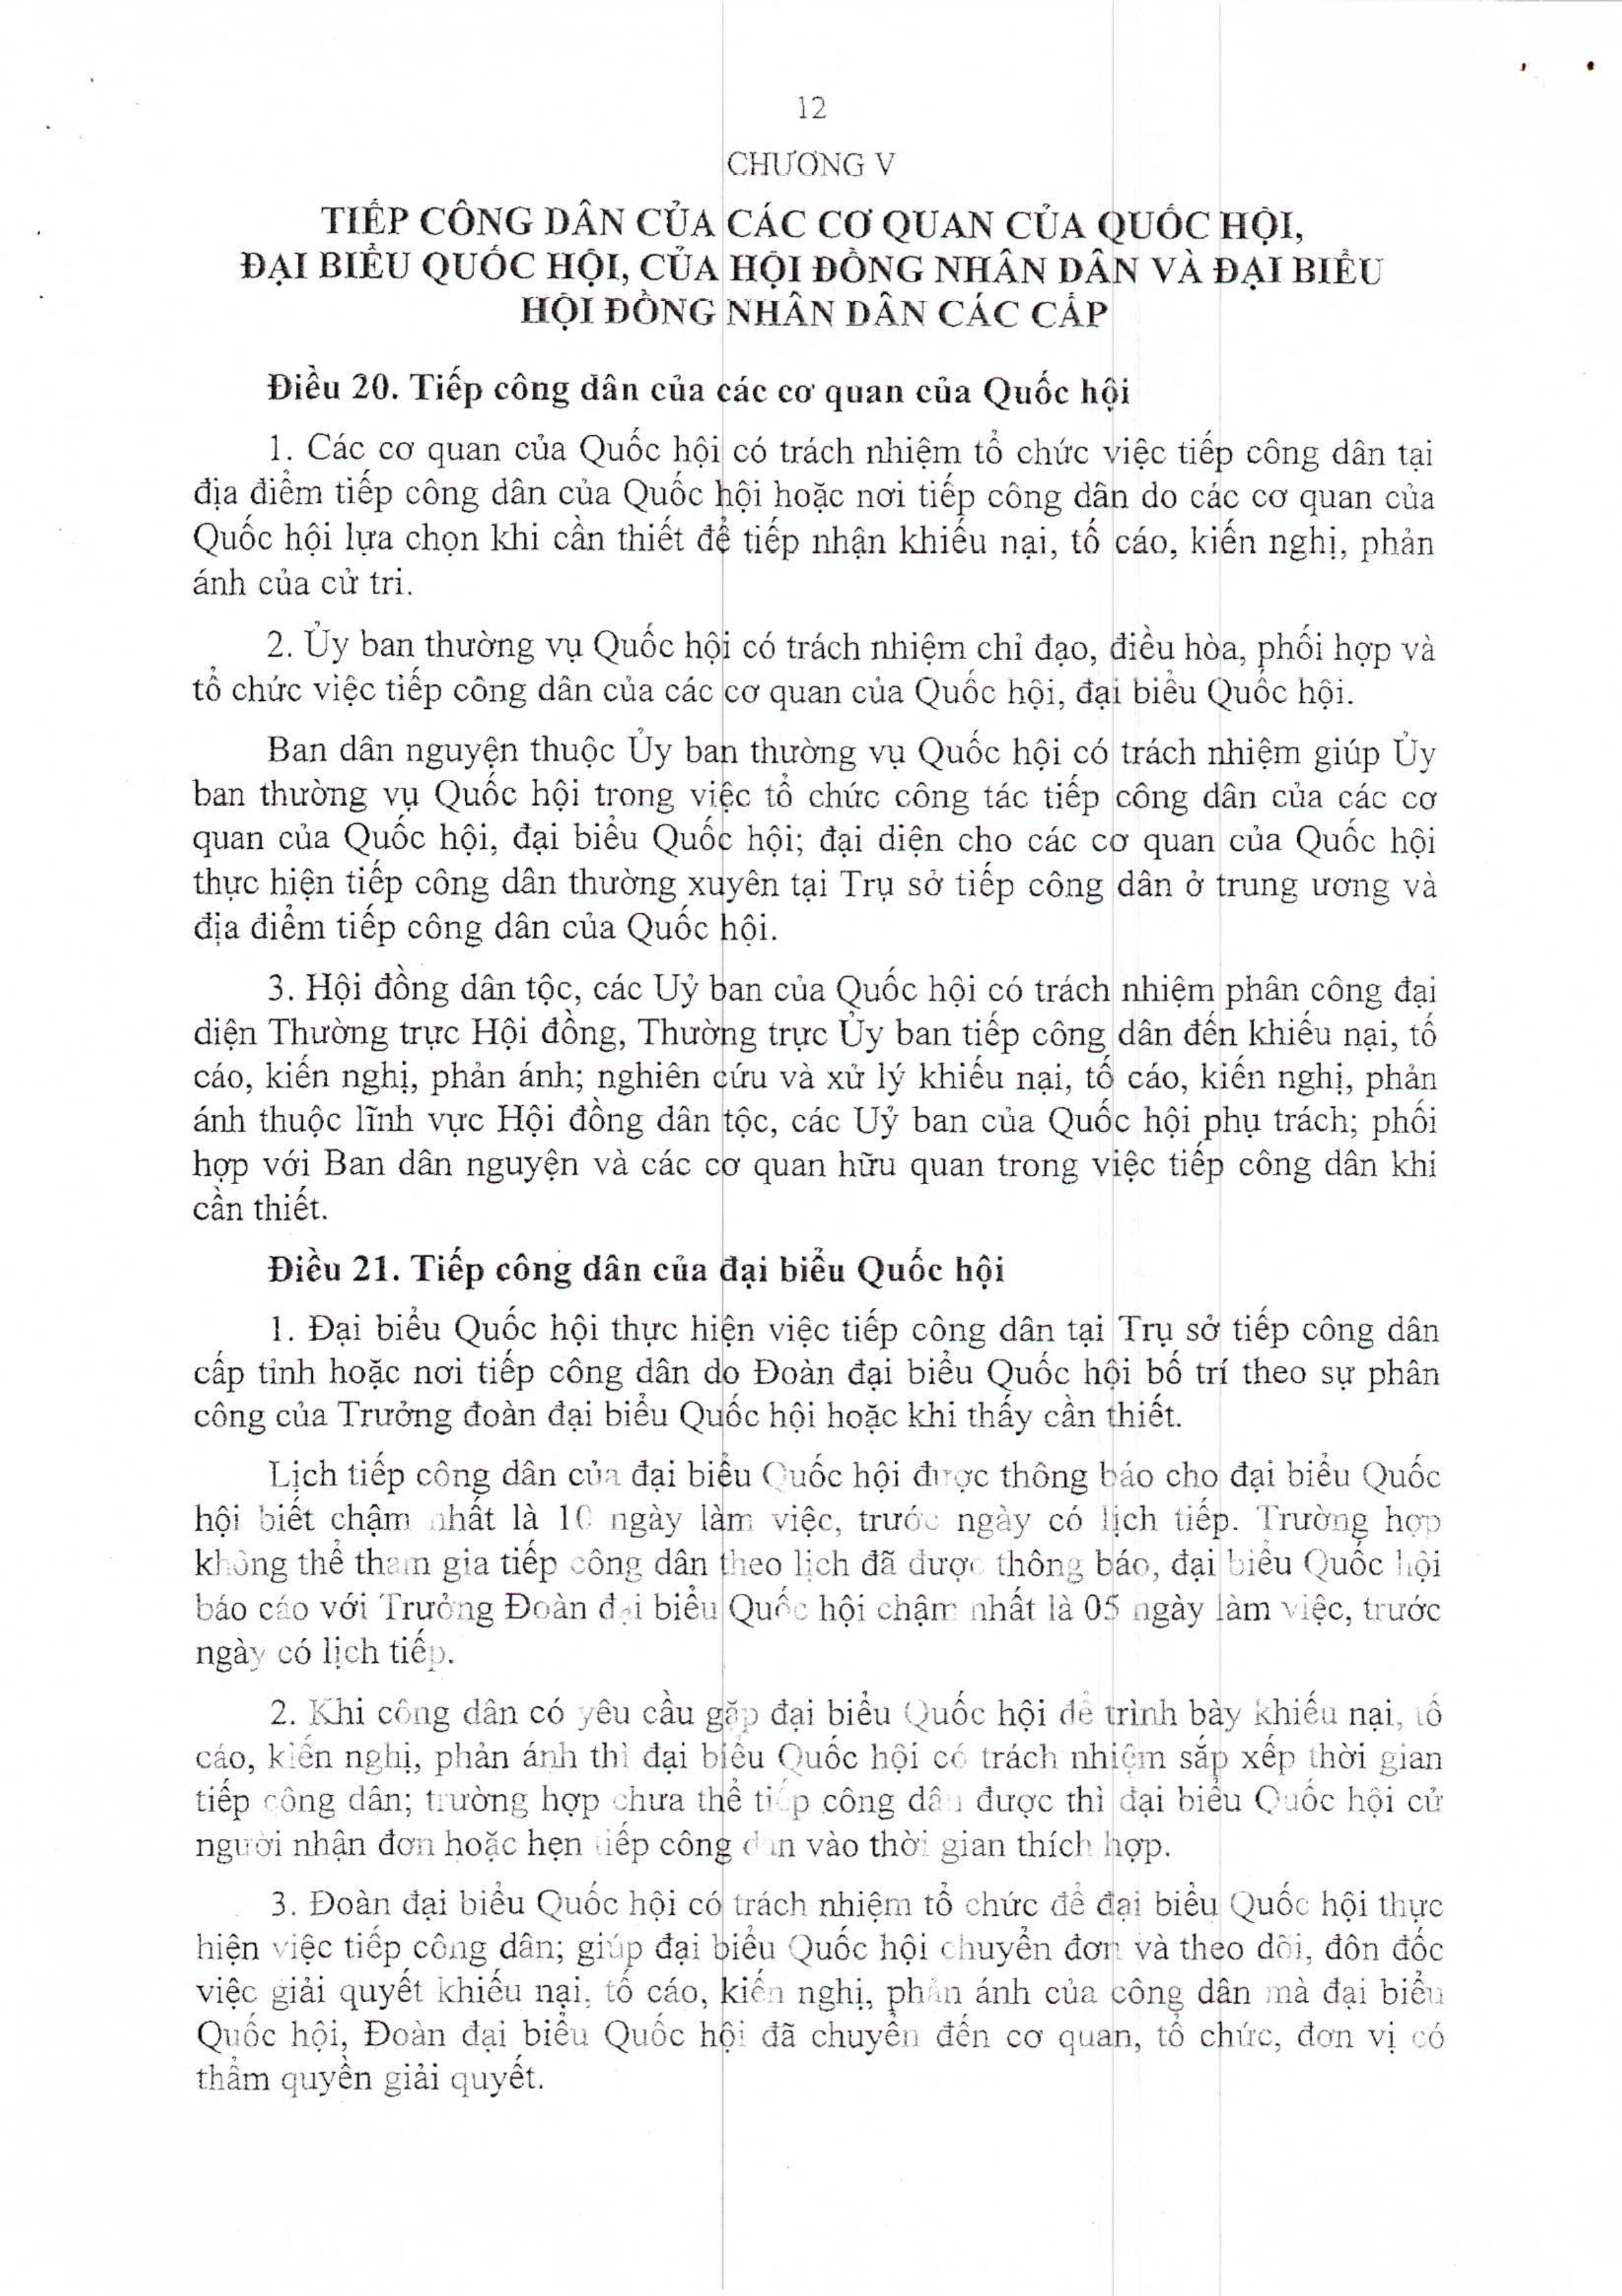 12
CHƯƠNG V
TIẾP CÔNG DÂN CỦA CÁC CƠ QUAN CỦA QUỐC HỘI,
ĐẠI BIỂU QUỐC HỘI, CỦA HỘI ĐỒNG NHÂN DÂN VÀ ĐẠI BIỂU
HỘI ĐỒNG NHÂN DÂN CÁC CẤP
Điều 20. Tiếp công dân của các cơ quan của Quốc hội
1. Các cơ quan của Quốc hội có trách nhiệm tổ chức việc tiếp công dân tại
địa điểm tiếp công dân của Quốc hội hoặc nơi tiếp công dân do các cơ quan của
Quốc hội lựa chọn khi cần thiết để tiếp nhận khiếu nại, tố cáo, kiến nghị, phản
ánh của cử tri.
2. Ủy ban thường vụ Quốc hội có trách nhiệm chỉ đạo, điều hòa, phối hợp và
tổ chức việc tiếp công dân của các cơ quan của Quốc hội, đại biểu Quốc hội.
Ban dân nguyện thuộc Ủy ban thường vụ Quốc hội có trách nhiệm giúp Ủy
ban thường vụ Quốc hội trong việc tổ chức công tác tiếp công dân của các cơ
quan của Quốc hội, đại biểu Quốc hội; đại diện cho các cơ quan của Quốc hội
thực hiện tiếp công dân thường xuyên tại Trụ sở tiếp công dân ở trung ương và
địa điểm tiếp công dân của Quốc hội.
3. Hội đồng dân tộc, các Uỷ ban của Quốc hội có trách nhiệm phân công đại
diện Thường trực Hội đồng, Thường trực Ủy ban tiếp công dân đến khiếu nại, tố
cáo, kiến nghị, phản ánh; nghiên cứu và xử lý khiếu nại, tố cáo, kiến nghị, phản
ánh thuộc lĩnh vực Hội đồng dân tộc, các Uỷ ban của Quốc hội phụ trách; phối
hợp với Ban dân nguyện và các cơ quan hữu quan trong việc tiếp công dân khi
cần thiết.
Điều 21. Tiếp công dân của đại biểu Quốc hội
1. Đại biểu Quốc hội thực hiện việc tiếp công dân tại Trụ sở tiếp công dân
cấp tỉnh hoặc nơi tiếp công dân do Đoàn đại biểu Quốc hội bố trí theo sự phân
công của Trưởng đoàn đại biểu Quốc hội hoặc khi thấy cần thiết.
Lịch tiếp công dân của đại biểu Quốc hội được thông báo cho đại biểu Quốc
hội biết chậm nhất là 10 ngày làm việc, trước ngày có lịch tiếp. Trường hợp
không thể tham gia tiếp công dân theo lịch đã được thông báo, đại biểu Quốc hội
báo cáo với Trưởng Đoàn đại biểu Quốc hội chậm nhất là 05 ngày làm việc, trước
ngày có lịch tiếp.
2. Khi công dân có yêu cầu gặp đại biểu Quốc hội để trình bày khiếu nại, tố
cáo, kiến nghị, phản ánh thì đại biểu Quốc hội có trách nhiệm sắp xếp thời gian
tiếp công dân; trường hợp chưa thể tiếp công dân được thì đại biểu Quốc hội cử
người nhận đơn hoặc hẹn tiếp công dân vào thời gian thích hợp.
3. Đoàn đại biểu Quốc hội có trách nhiệm tổ chức để đại biểu Quốc hội thực
hiện việc tiếp công dân; giúp đại biểu Quốc hội chuyển đơn và theo dõi, đôn đốc
việc giải quyết khiếu nại, tố cáo, kiến nghị, phản ánh của công dân mà đại biểu
Quốc hội, Đoàn đại biểu Quốc hội đã chuyển đến cơ quan, tổ chức, đơn vị có
thẩm quyền giải quyết.